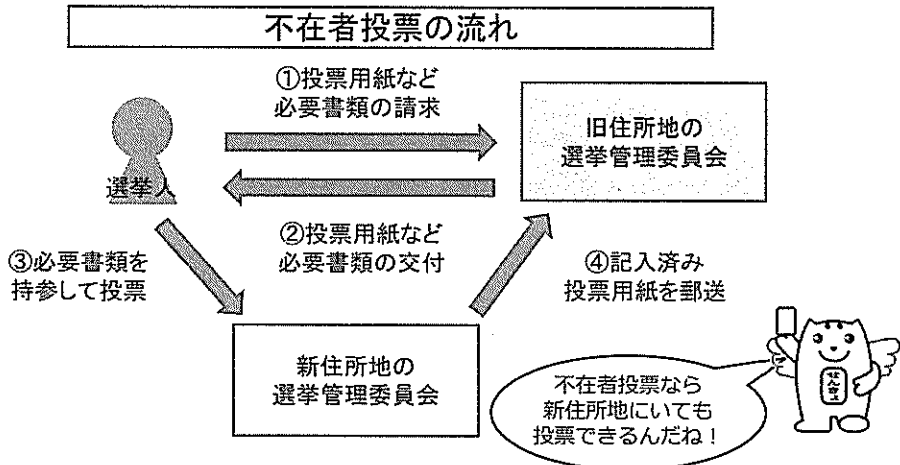 不在者投票の流れ
①投票用紙など
必要書類の請求
選挙人
旧住所地の
選挙管理委員会
②投票用紙など
必要書類の交付
③必要書類を
持参して投票
④記入済み
投票用紙を郵送
新住所地の
選挙管理委員会
不在者投票なら
新住所地にいても
投票できるんだね！
せんきょ